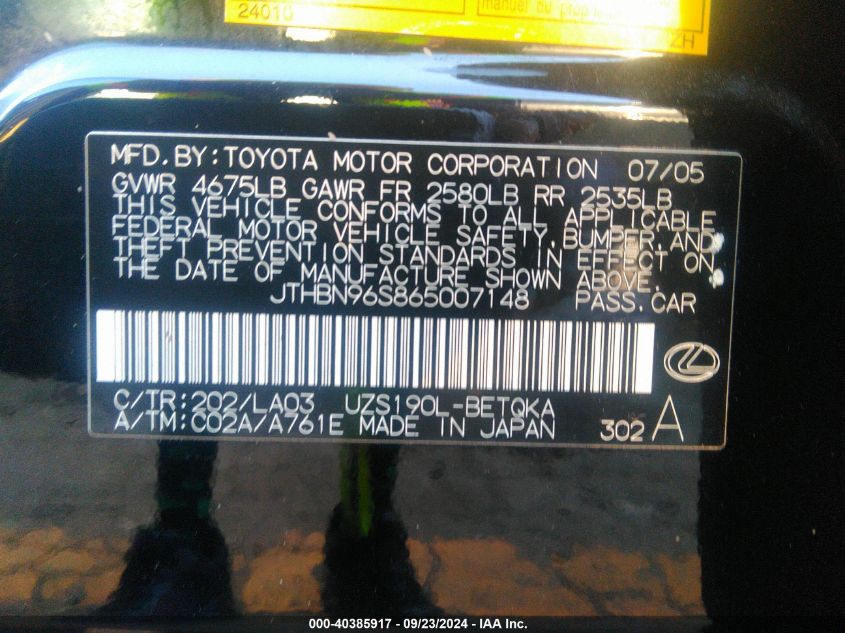 24010
manuel du
MFD.BY:TOYOTA MOTOR CORPORATION 07/05
GVWR 4675LB GAWR FR 2580LB RR 2535LB
THIS VEHICLE CONFORMS TO ALL APPLICABLE
FEDERAL MOTOR VEHICLE SAFETY,BUMPER,AND
THEFT PREVENTION STANDARDS IN EFFECT ON
THE DATE OF MANUFACTURE SHOWN ABOVE.
JTHBN96S865007148 PASS.CAR
C/TR:202/LA03 UZS190L-BETQKA
A/TM:C02A/A761E MADE IN JAPAN 302 A
000-40385917 - 09/23/2024 - IAA Inc.